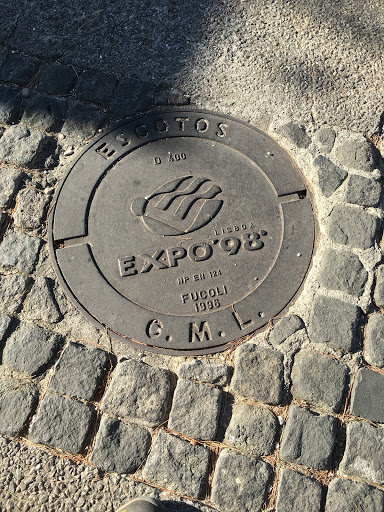 ESGOTOS
D 400
LISBOA
EXPO'98
NP EN 124
FUCOLI
1996
C. M. L.